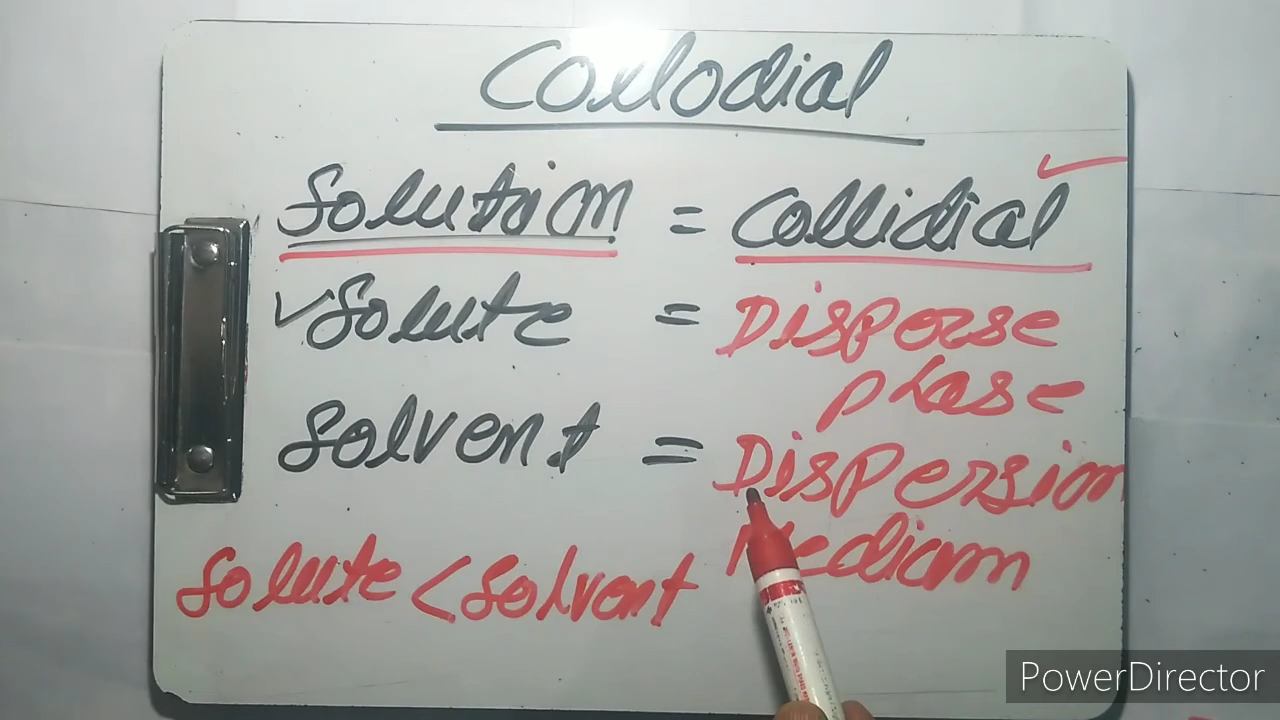 Collodial
Solution = Collidial
Solute = Disperse
phase
Solvent = Dispersion
Medium
Solute < Solvent
PowerDirector